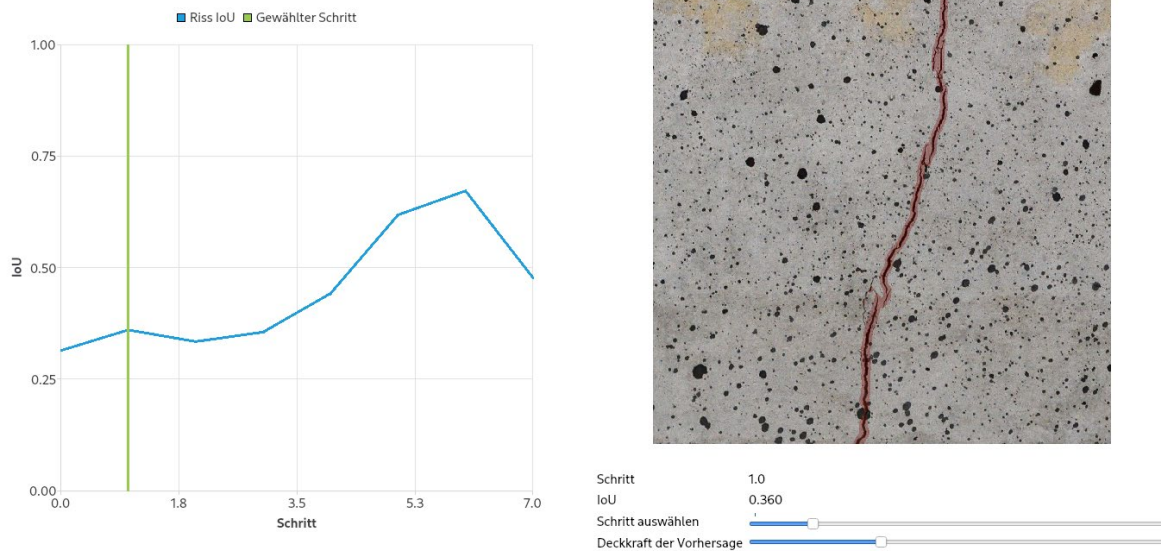 Riss IoU Gewählter Schritt
1.00
0.75
0.50
0.25
0.00
IoU
0.0 1.8 3.5 5.3 7.0
Schritt
Schritt 1.0
IoU 0.360
Schritt auswählen
Deckkraft der Vorhersage